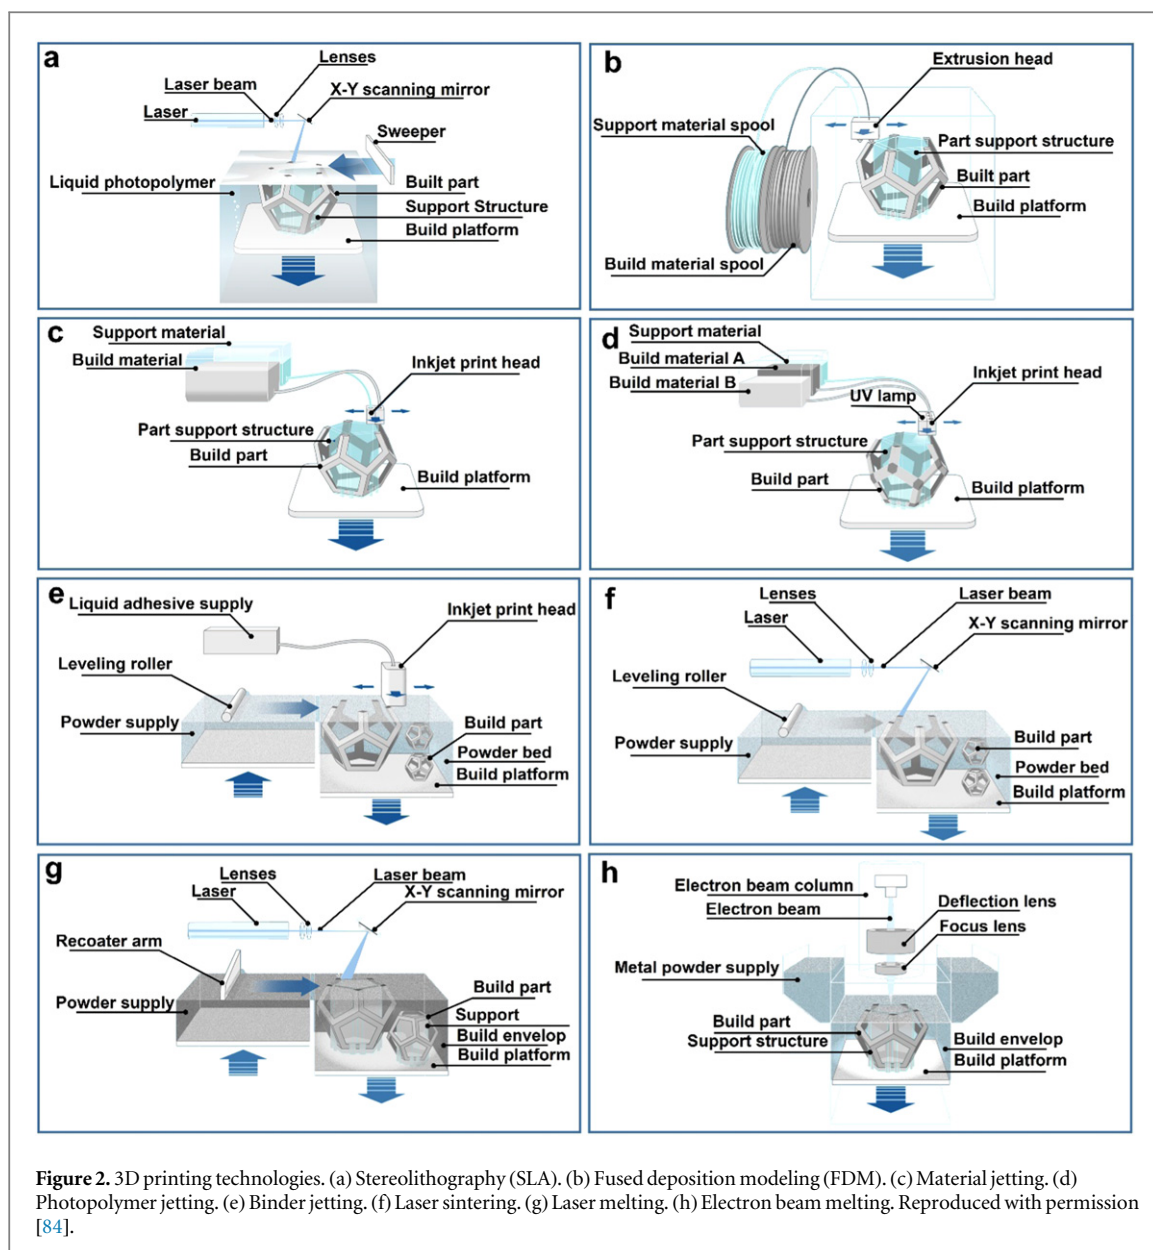 a
Lenses
Laser beam
X-Y scanning mirror
Laser
Sweeper
Liquid photopolymer
Built part
Support Structure
Build platform
b
Extrusion head
Support material spool
Part support structure
Built part
Build platform
Build material spool
c
Support material
Build material
Inkjet print head
Part support structure
Build part
Build platform
d
Support material
Build material A
Build material B
Inkjet print head
UV lamp
Part support structure
Build part
Build platform
e
Liquid adhesive supply
Inkjet print head
Leveling roller
Powder supply
Build part
Powder bed
Build platform
f
Lenses
Laser beam
Laser
X-Y scanning mirror
Leveling roller
Powder supply
Build part
Powder bed
Build platform
g
Lenses
Laser beam
Laser
X-Y scanning mirror
Recoater arm
Powder supply
Build part
Support
Build envelop
Build platform
h
Electron beam column
Deflection lens
Electron beam
Focus lens
Metal powder supply
Build part
Support structure
Build envelop
Build platform
Figure 2. 3D printing technologies. (a) Stereolithography (SLA). (b) Fused deposition modeling (FDM). (c) Material jetting. (d)
Photopolymer jetting. (e) Binder jetting. (f) Laser sintering. (g) Laser melting. (h) Electron beam melting. Reproduced with permission
[84].